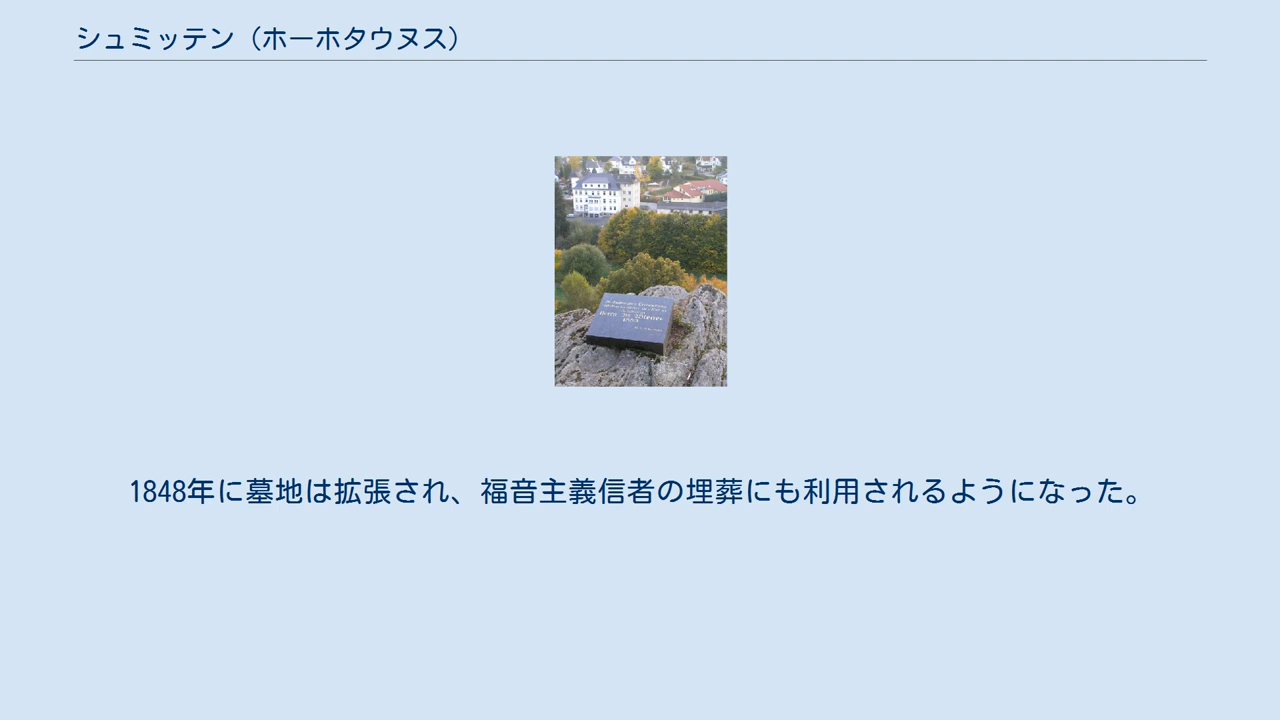 シュミッテン（ホーホタウヌス）
1848年に墓地は拡張され、福音主義信者の埋葬にも利用されるようになった。